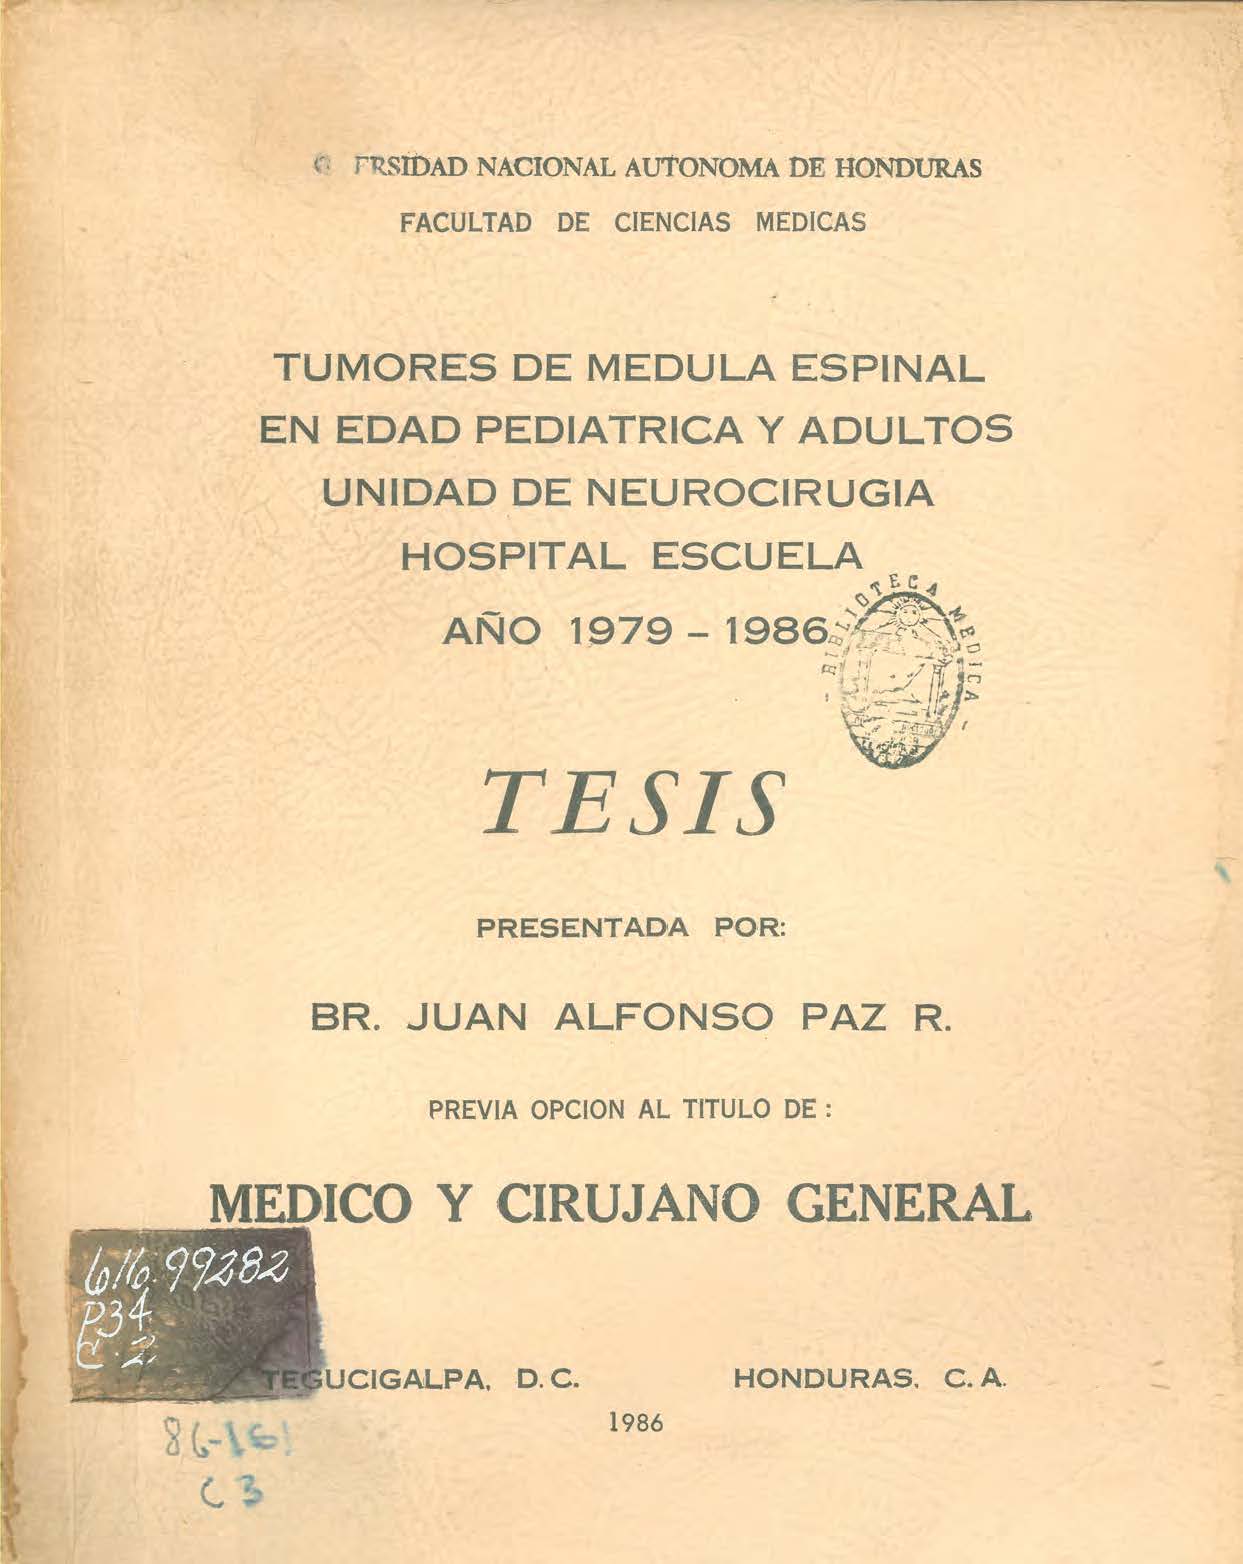 NACIONAL AUTONOMA DE HONDURAS
FACULTAD DE CIENCIAS MEDICAS
TUMORES DE MEDULA ESPINAL
EN EDAD PEDIATRICA Y ADULTOS
UNIDAD DE NEUROCIRUGIA
HOSPITAL ESCUELA
AÑO 1979 - 1986
- BIBLIOTECA MEDICA -
TESIS
PRESENTADA POR:
BR. JUAN ALFONSO PAZ R.
PREVIA OPCION AL TITULO DE :
MEDICO Y CIRUJANO GENERAL
616.99282
P34
C.2
TEGUCIGALPA, D.C. HONDURAS, C.A.
1986
86-161
C3